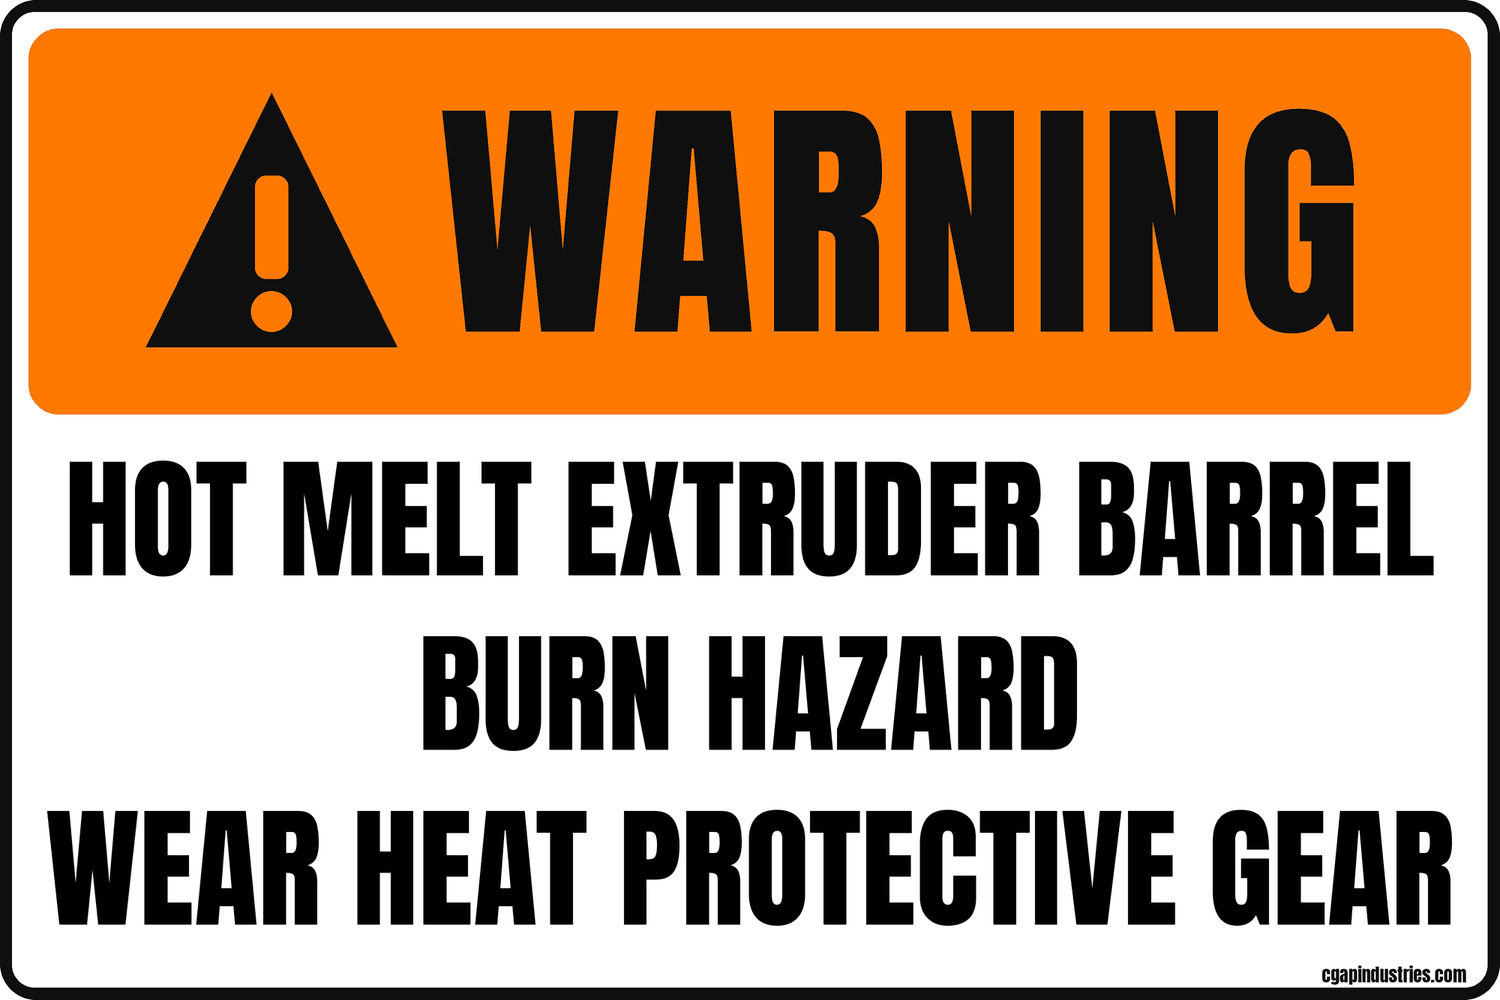 WARNING
HOT MELT EXTRUDER BARREL
BURN HAZARD
WEAR HEAT PROTECTIVE GEAR
cgapindustries.com